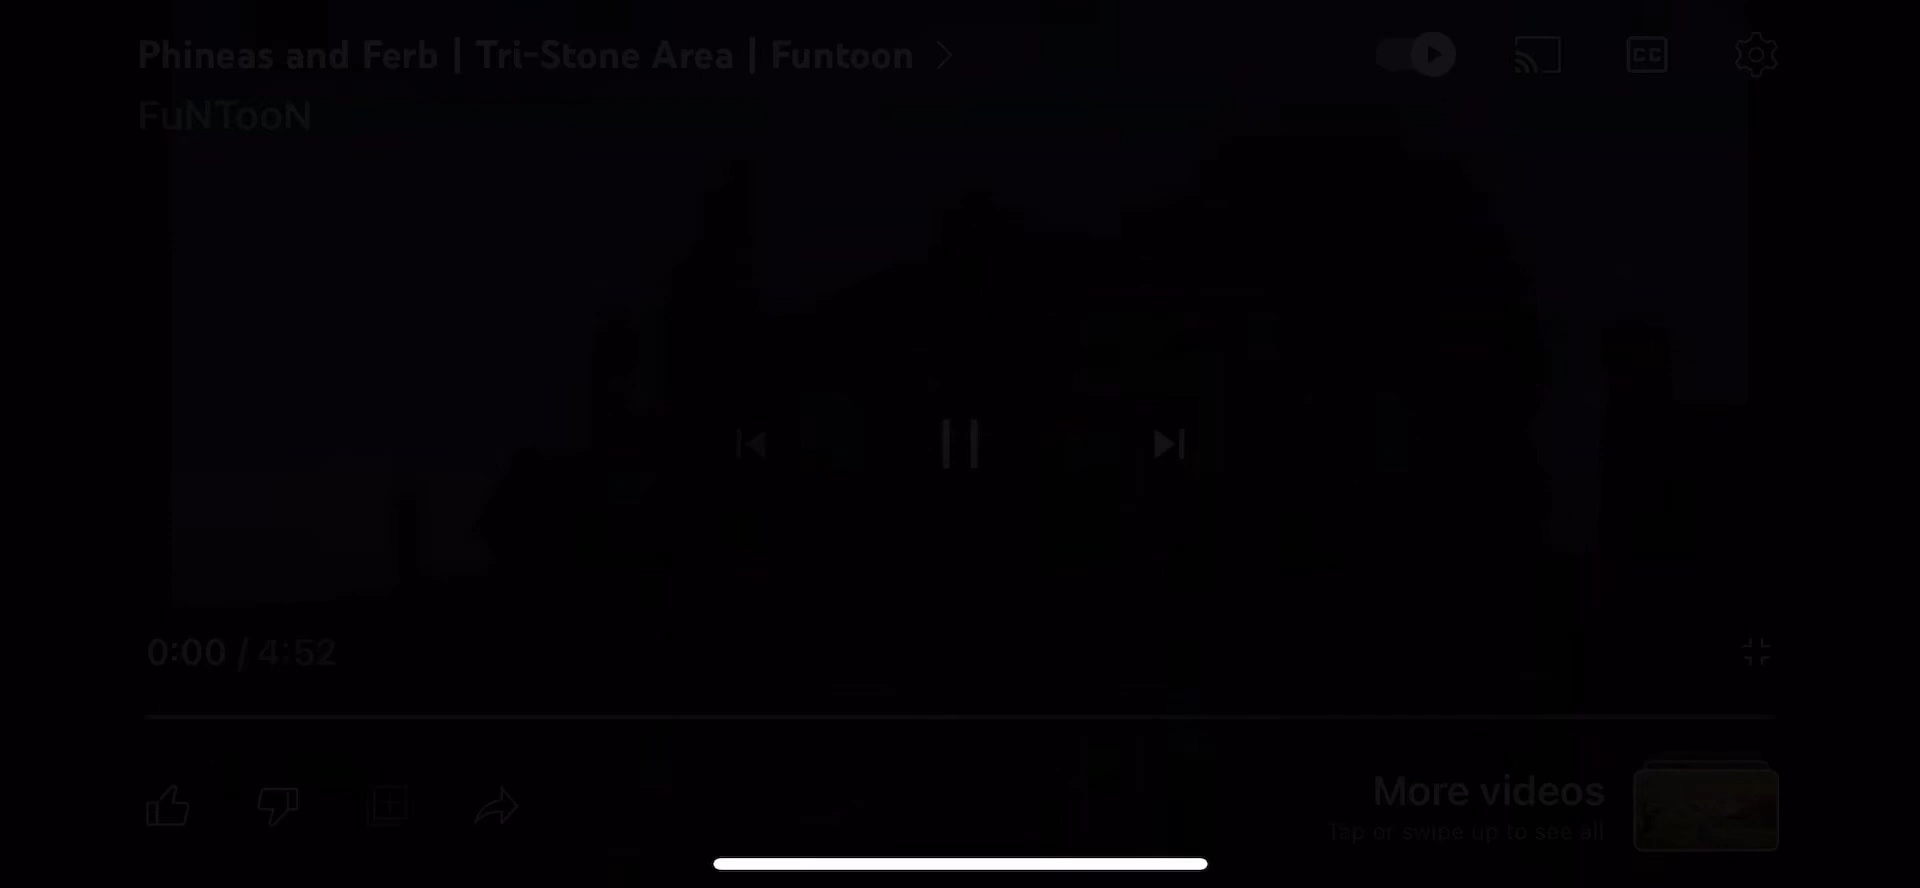 Phineas and Ferb | Tri-Stone Area | Funtoon
CC
FuNTooN
0:00 / 4:52
More videos
Tap or swipe up to see all